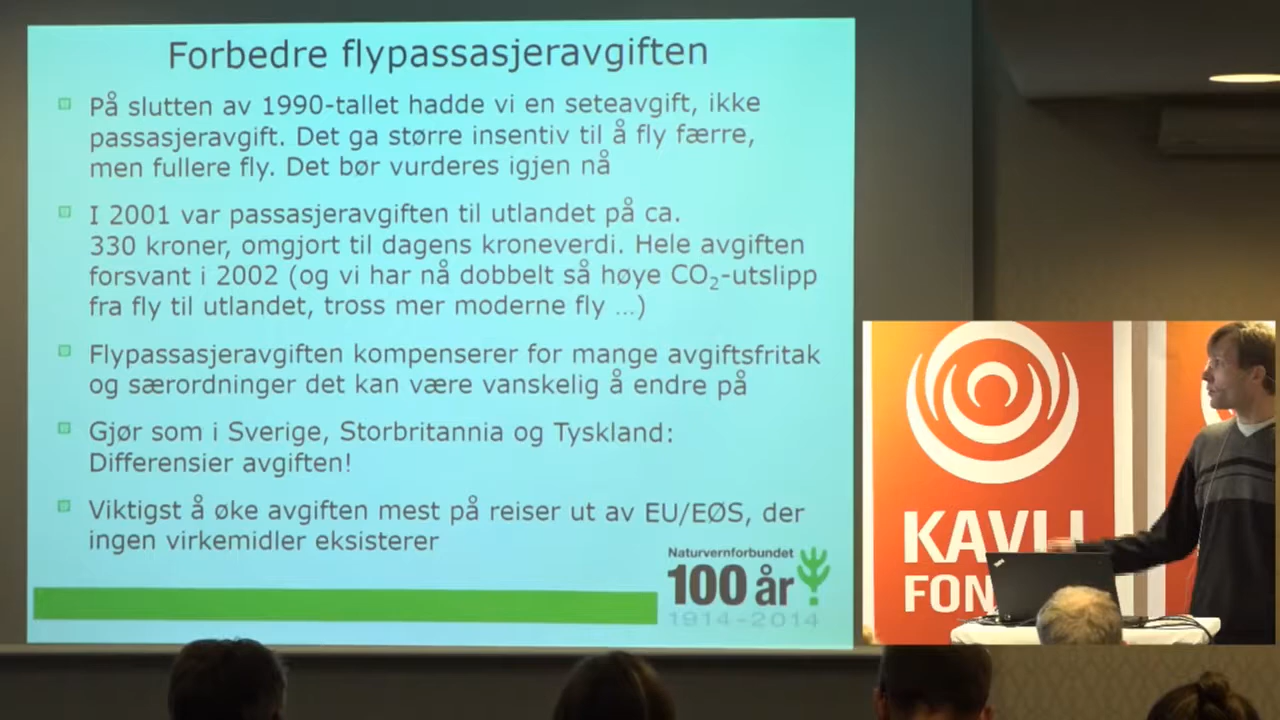 Forbedre flypassasjeravgiften
På slutten av 1990-tallet hadde vi en seteavgift, ikke
passasjeravgift. Det ga større insentiv til å fly færre,
men fullere fly. Det bør vurderes igjen nå
I 2001 var passasjeravgiften til utlandet på ca.
330 kroner, omgjort til dagens kroneverdi. Hele avgiften
forsvant i 2002 (og vi har nå dobbelt så høye CO₂-utslipp
fra fly til utlandet, tross mer moderne fly …)
Flypassasjeravgiften kompenserer for mange avgiftsfritak
og særordninger det kan være vanskelig å endre på
Gjør som i Sverige, Storbritannia og Tyskland:
Differensier avgiften!
Viktigst å øke avgiften mest på reiser ut av EU/EØS, der
ingen virkemidler eksisterer
Naturvernforbundet
100 år
1914-2014
KAVLI
FON